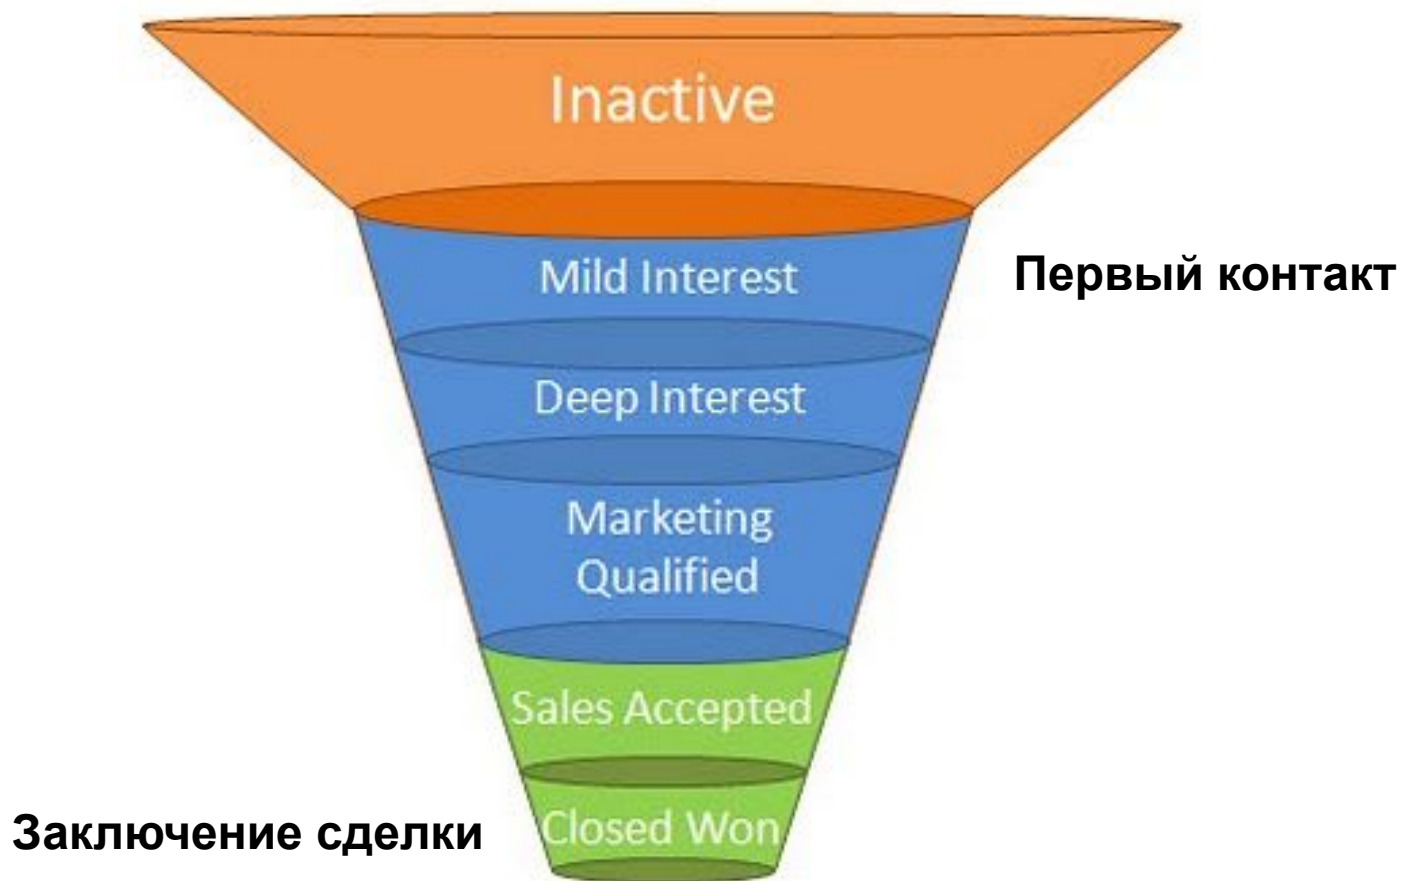 Inactive
Mild Interest
Первый контакт
Deep Interest
Marketing
Qualified
Sales Accepted
Заключение сделки
Closed Won